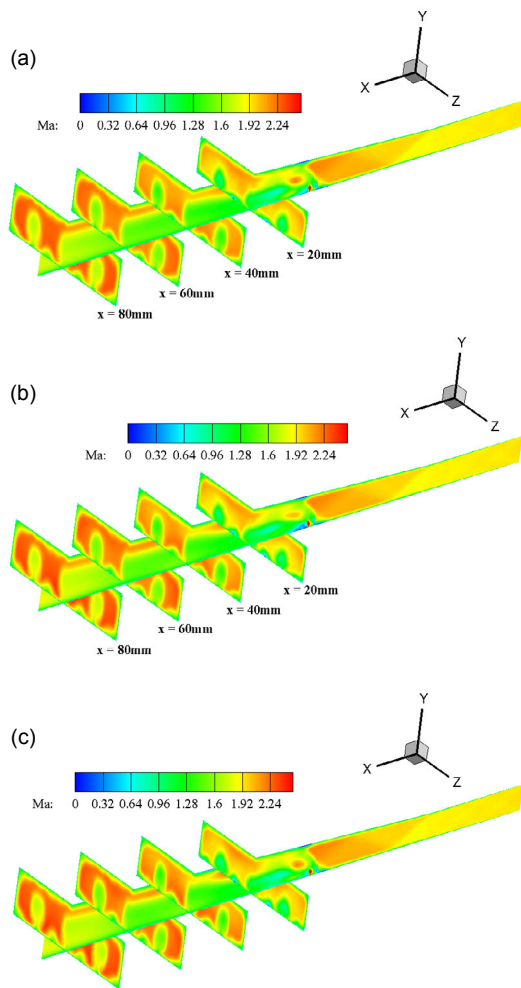 (a)
Y
X
Z
Ma: 0 0.32 0.64 0.96 1.28 1.6 1.92 2.24
x = 20mm
x = 40mm
x = 60mm
x = 80mm
(b)
Y
X
Z
Ma: 0 0.32 0.64 0.96 1.28 1.6 1.92 2.24
x = 20mm
x = 40mm
x = 60mm
x = 80mm
(c)
Y
X
Z
Ma: 0 0.32 0.64 0.96 1.28 1.6 1.92 2.24